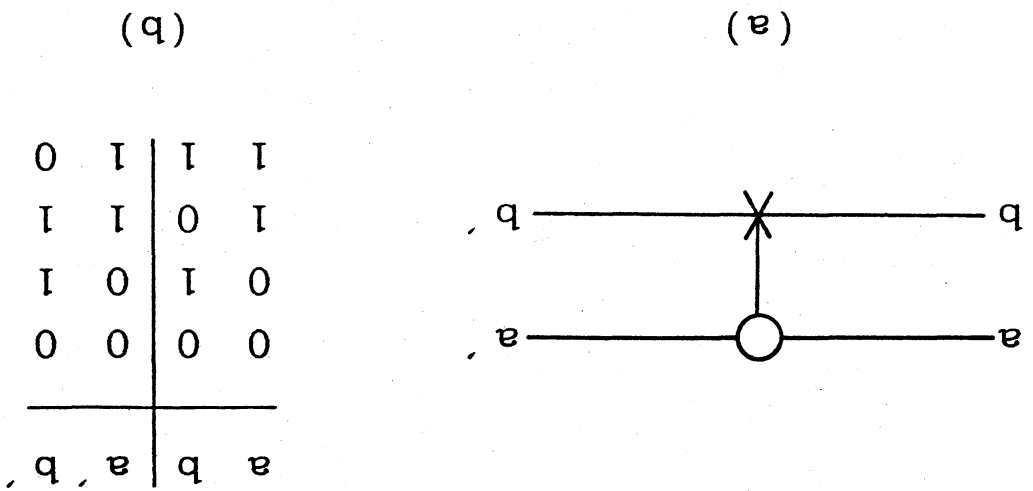 a a′
b b′
(a)
a b a′ b′
0 0 0 0
0 1 0 1
1 0 1 1
1 1 1 0
(b)